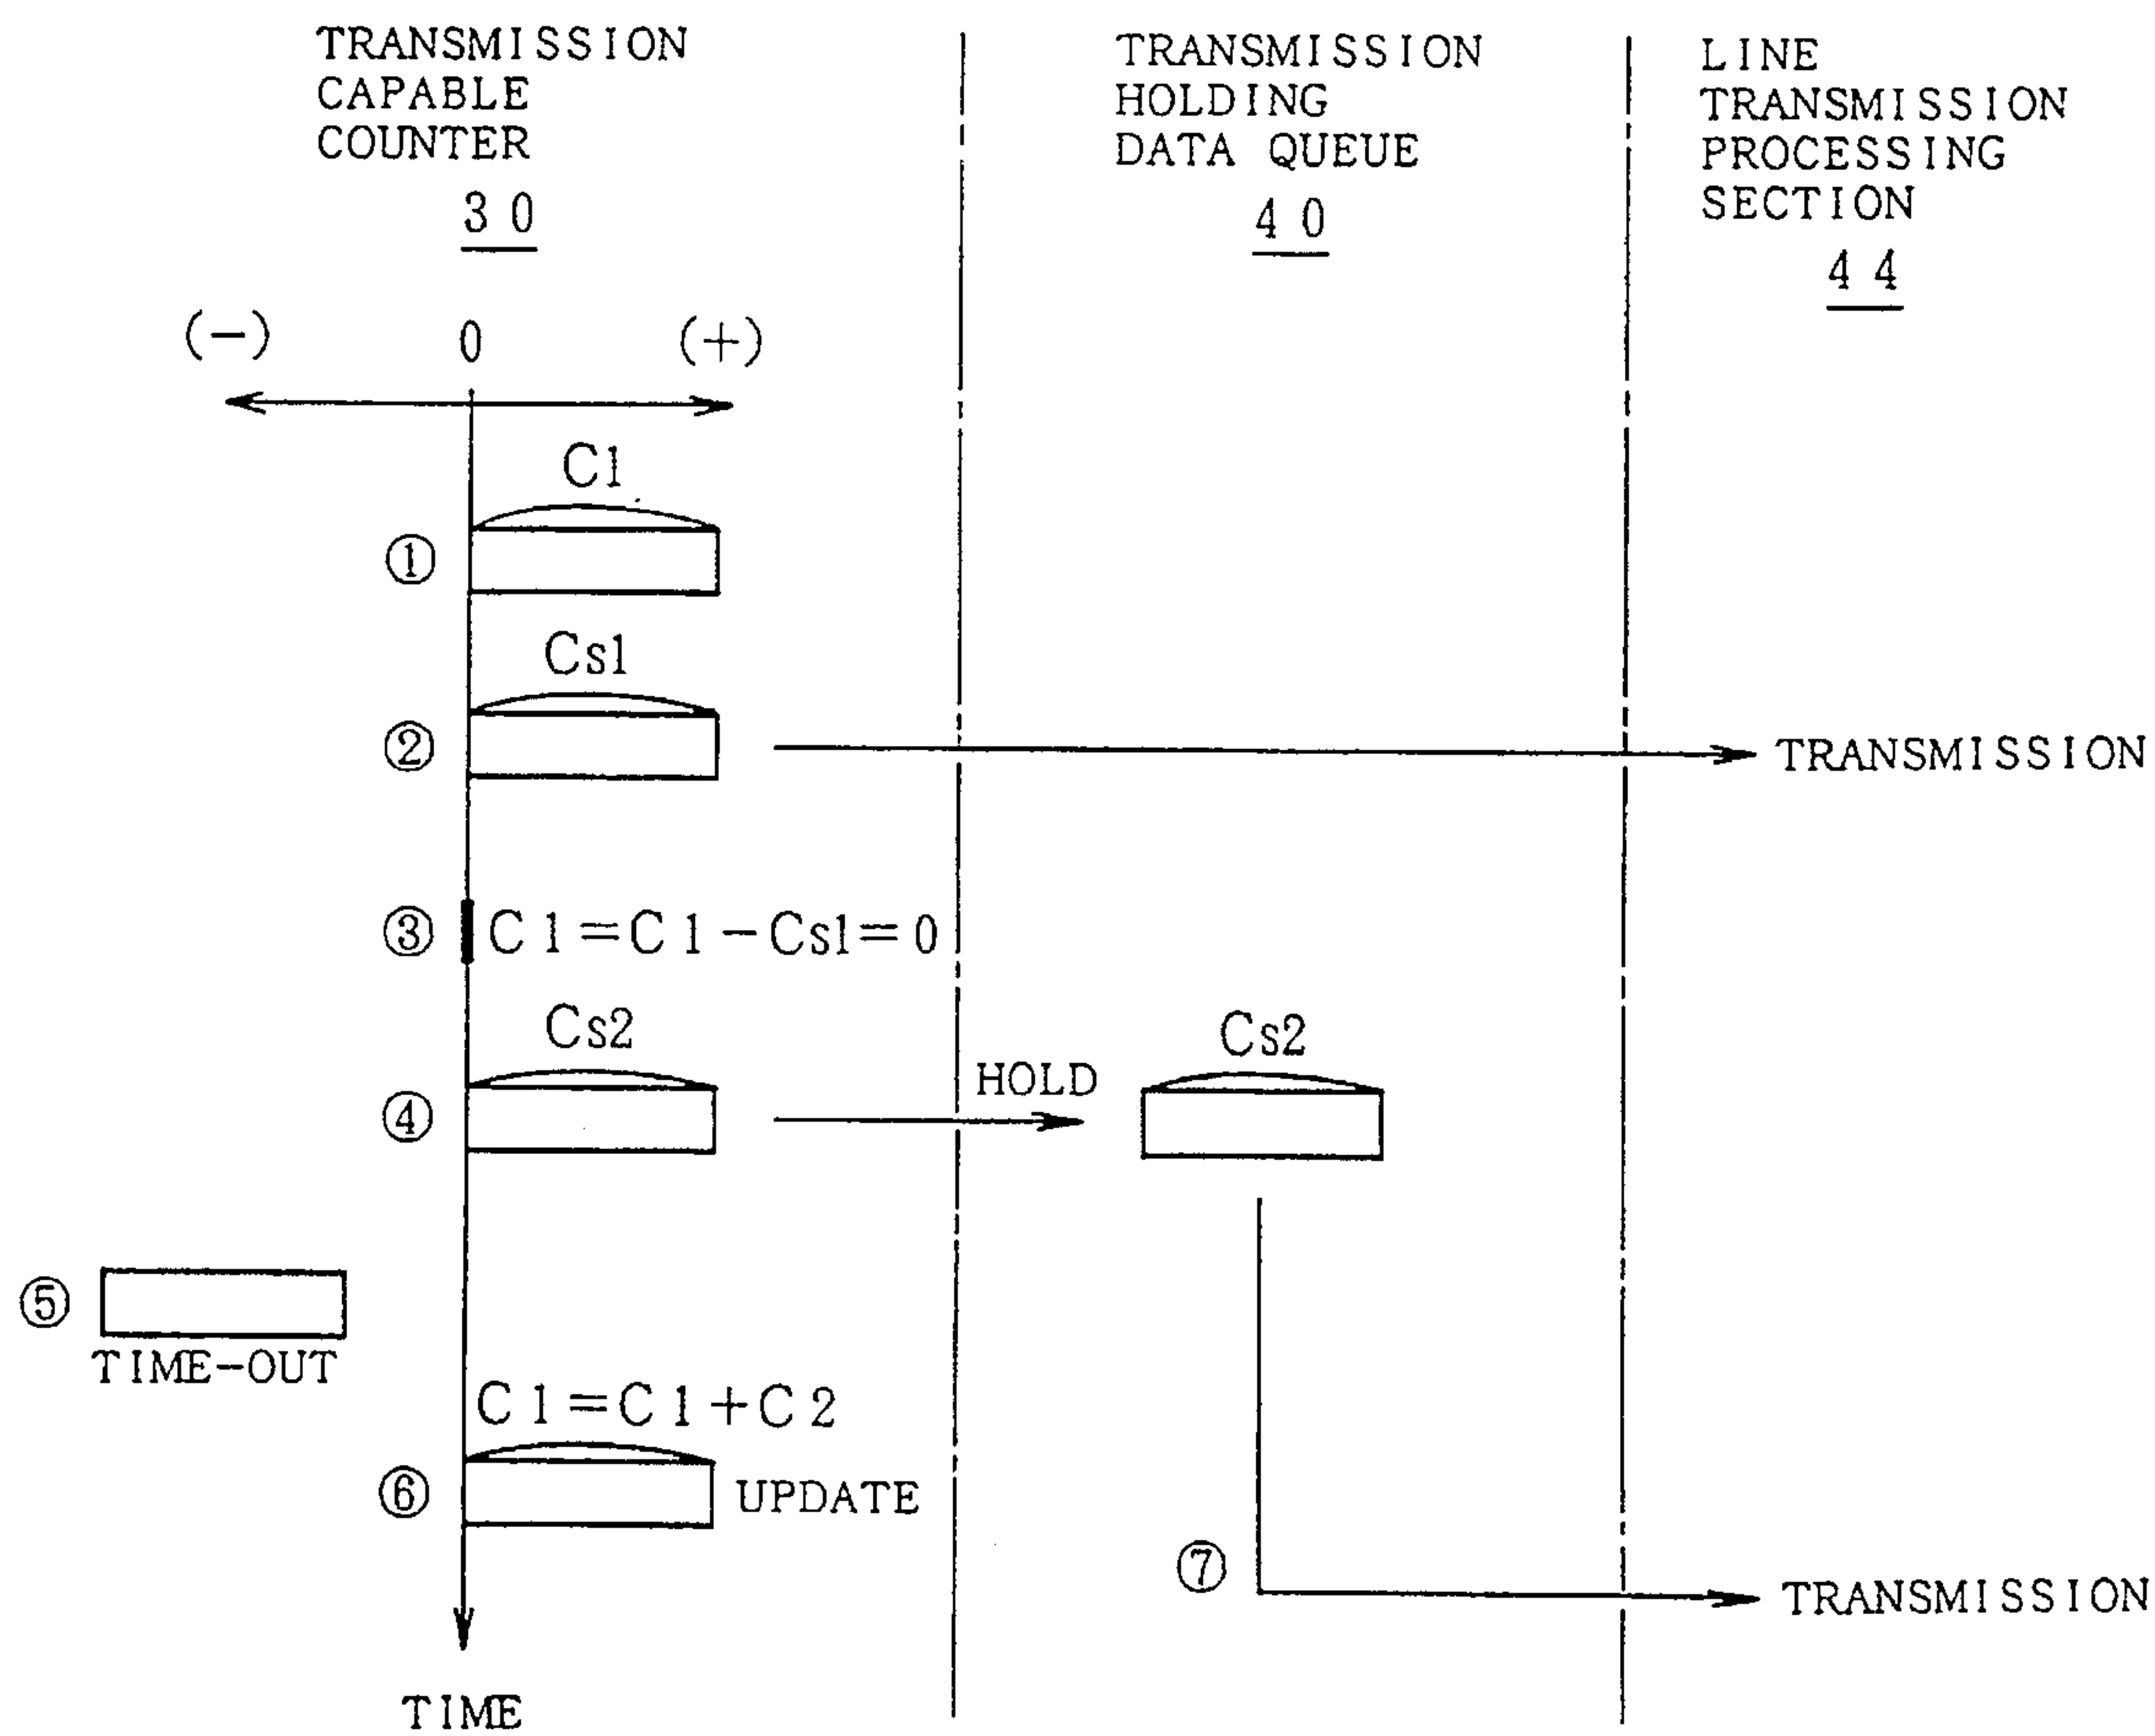 TRANSMISSION
CAPABLE
COUNTER
30
TRANSMISSION
HOLDING
DATA QUEUE
40
LINE
TRANSMISSION
PROCESSING
SECTION
44
(-) 0 (+)
C1
①
Cs1
② TRANSMISSION
③ C1=C1-Cs1=0
Cs2
④ HOLD Cs2
⑤
TIME-OUT
C1=C1+C2
⑥ UPDATE
⑦ TRANSMISSION
TIME